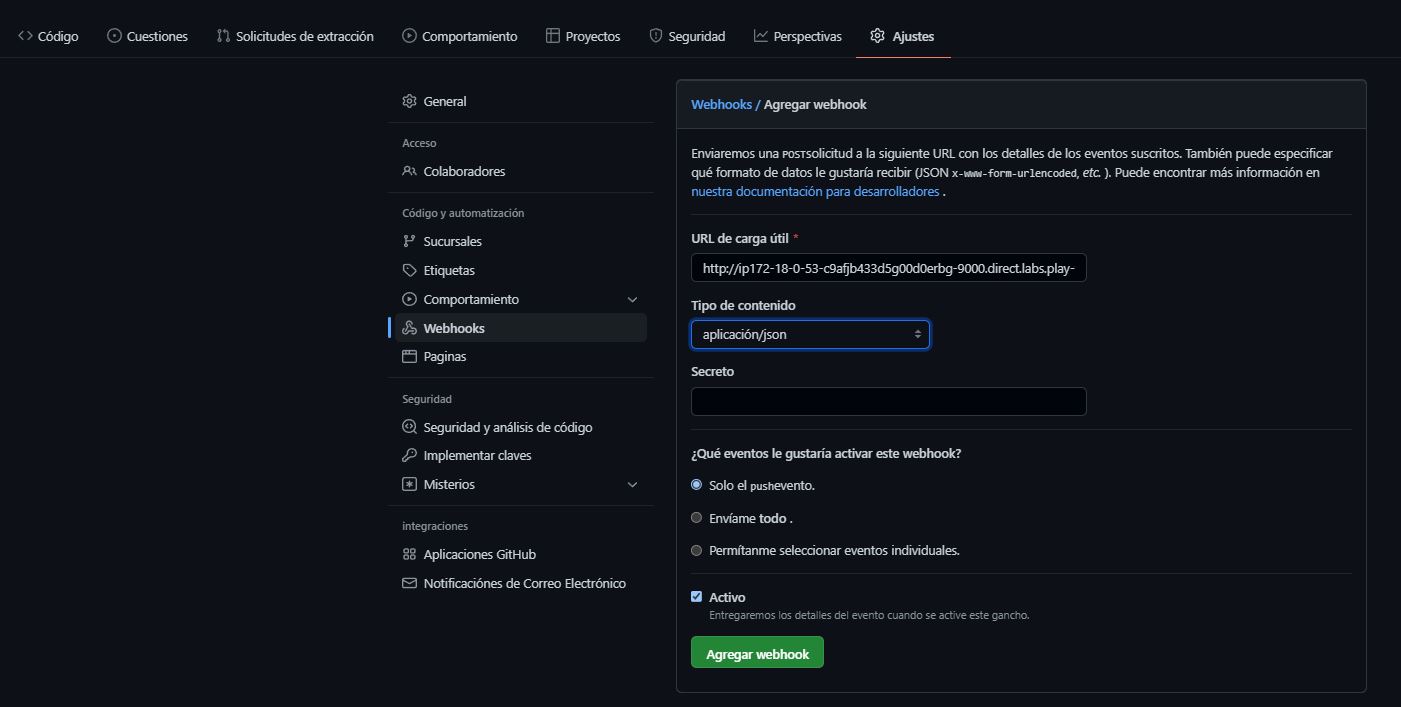 Código Cuestiones Solicitudes de extracción Comportamiento Proyectos Seguridad Perspectivas Ajustes
General
Acceso
Colaboradores
Código y automatización
Sucursales
Etiquetas
Comportamiento
Webhooks
Paginas
Seguridad
Seguridad y análisis de código
Implementar claves
Misterios
integraciones
Aplicaciones GitHub
Notificaciónes de Correo Electrónico
Webhooks / Agregar webhook
Enviaremos una POSTsolicitud a la siguiente URL con los detalles de los eventos suscritos. También puede especificar
qué formato de datos le gustaría recibir (JSON x-www-form-urlencoded, etc. ). Puede encontrar más información en
nuestra documentación para desarrolladores .
URL de carga útil *
http://ip172-18-0-53-c9afjb433d5g00d0erbg-9000.direct.labs.play-
Tipo de contenido
aplicación/json
Secreto
¿Qué eventos le gustaría activar este webhook?
Solo el pushevento.
Envíame todo .
Permítanme seleccionar eventos individuales.
Activo
Entregaremos los detalles del evento cuando se active este gancho.
Agregar webhook